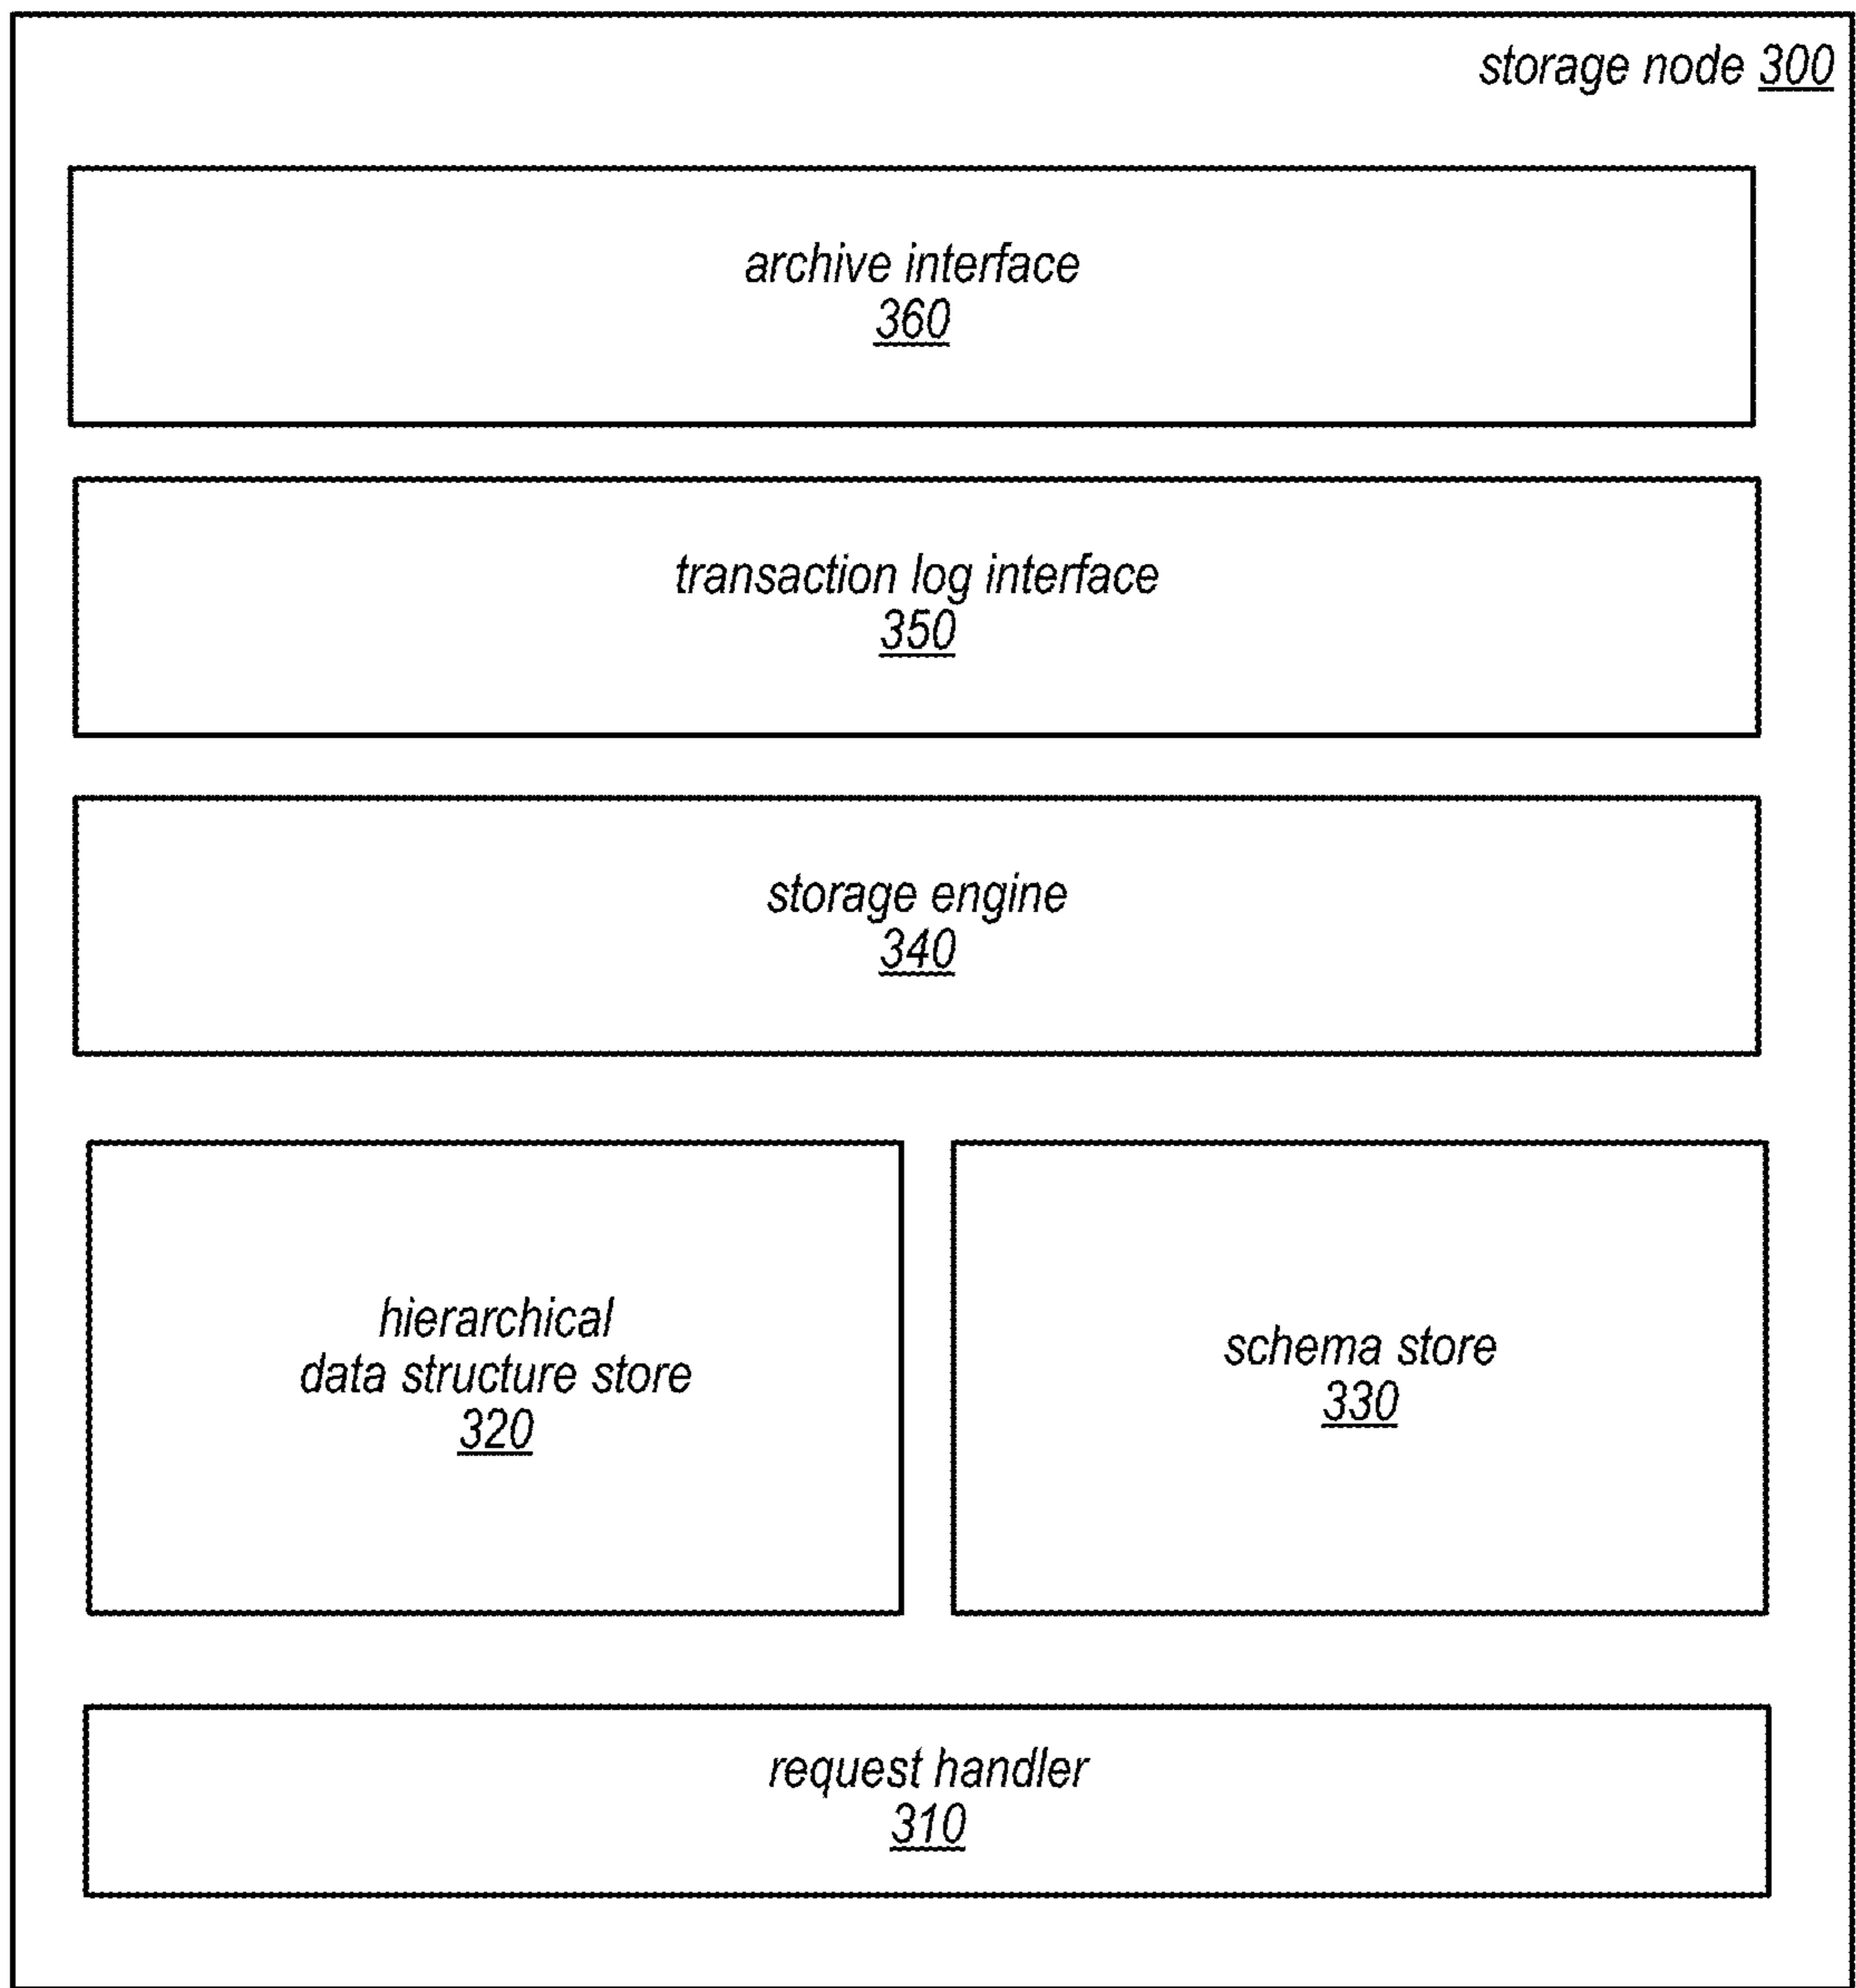 storage node 300
archive interface
360
transaction log interface
350
storage engine
340
hierarchical
data structure store
320
schema store
330
request handler
310